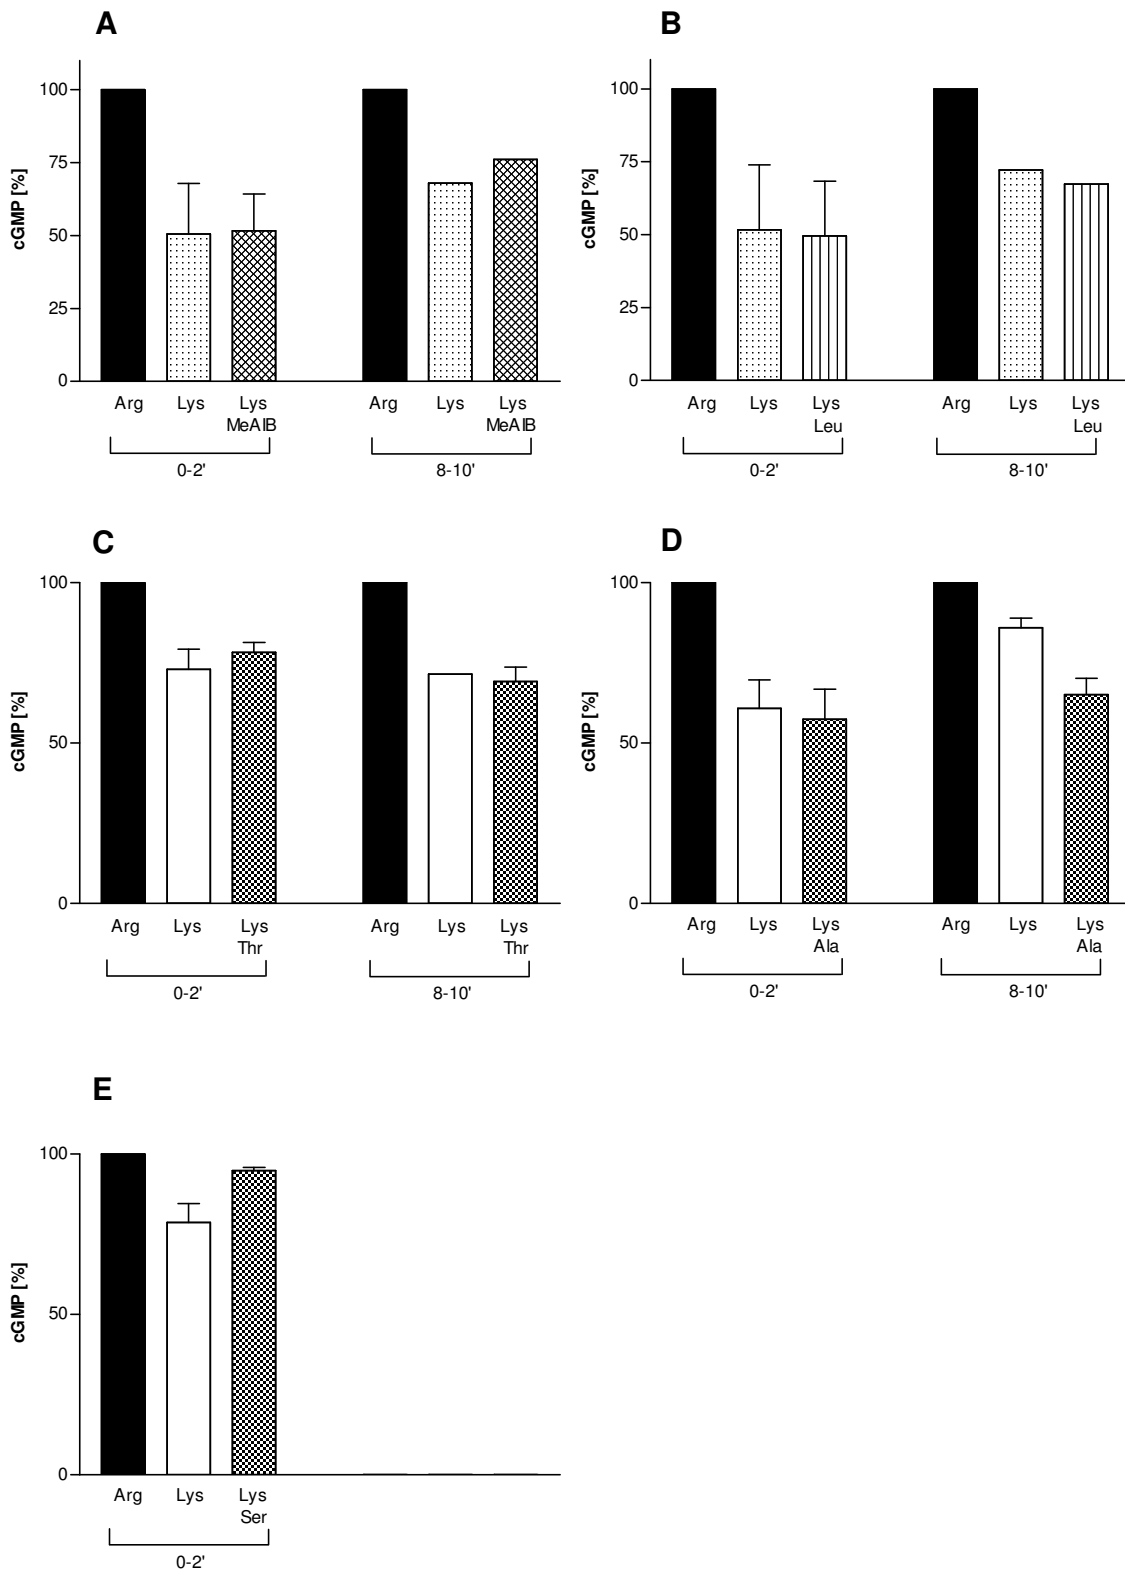 A
cGMP [%]
100
75
50
25
0
Arg Lys Lys Arg Lys Lys
MeAIB MeAIB
0-2' 8-10'
B
cGMP [%]
100
75
50
25
0
Arg Lys Lys Arg Lys Lys
Leu Leu
0-2' 8-10'
C
cGMP [%]
100
50
0
Arg Lys Lys Arg Lys Lys
Thr Thr
0-2' 8-10'
D
cGMP [%]
100
50
0
Arg Lys Lys Arg Lys Lys
Ala Ala
0-2' 8-10'
E
cGMP [%]
100
50
0
Arg Lys Lys
Ser
0-2'